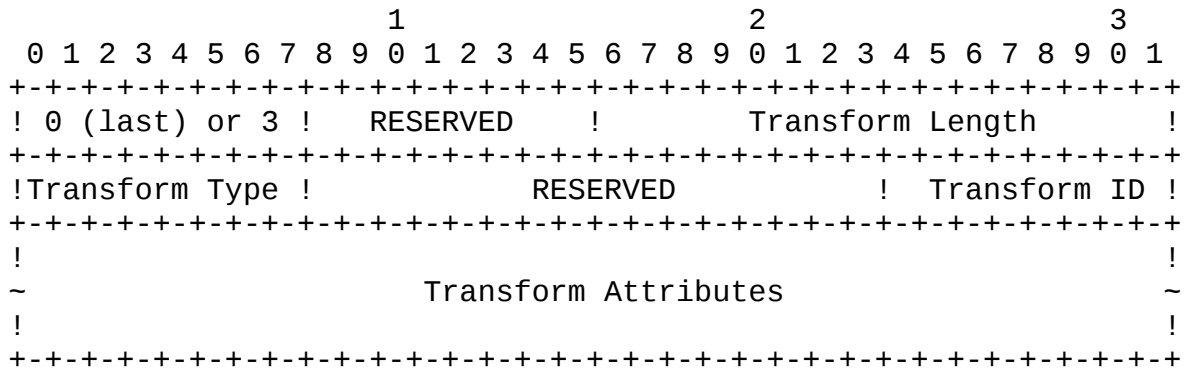 1                   2                   3
 0 1 2 3 4 5 6 7 8 9 0 1 2 3 4 5 6 7 8 9 0 1 2 3 4 5 6 7 8 9 0 1
+-+-+-+-+-+-+-+-+-+-+-+-+-+-+-+-+-+-+-+-+-+-+-+-+-+-+-+-+-+-+-+-+
! 0 (last) or 3 !   RESERVED    !        Transform Length       !
+-+-+-+-+-+-+-+-+-+-+-+-+-+-+-+-+-+-+-+-+-+-+-+-+-+-+-+-+-+-+-+-+
!Transform Type !            RESERVED           !  Transform ID !
+-+-+-+-+-+-+-+-+-+-+-+-+-+-+-+-+-+-+-+-+-+-+-+-+-+-+-+-+-+-+-+-+
!                                                               !
~                      Transform Attributes                     ~
!                                                               !
+-+-+-+-+-+-+-+-+-+-+-+-+-+-+-+-+-+-+-+-+-+-+-+-+-+-+-+-+-+-+-+-+